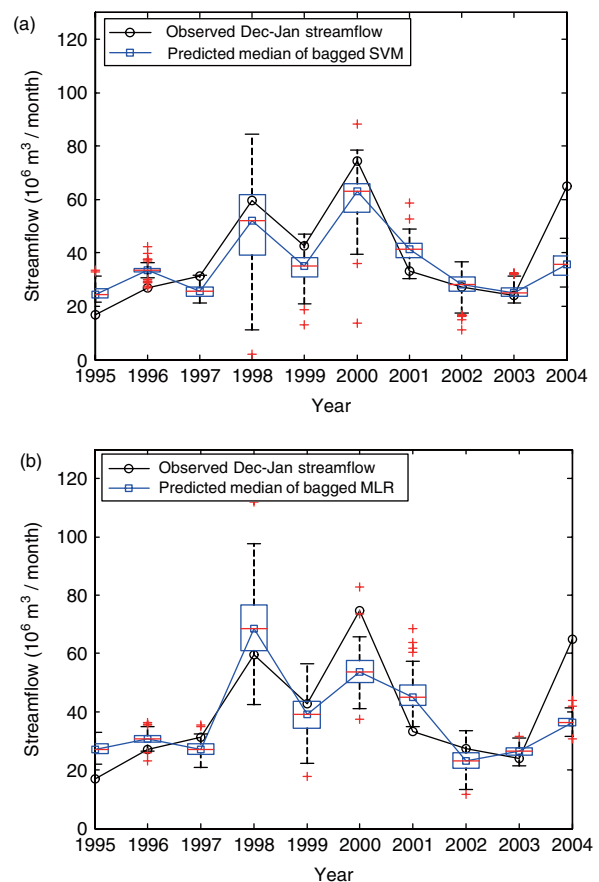 (a)
Observed Dec-Jan streamflow
Predicted median of bagged SVM
Streamflow (10⁶ m³ / month)
120
100
80
60
40
20
0
1995 1996 1997 1998 1999 2000 2001 2002 2003 2004
Year
(b)
Observed Dec-Jan streamflow
Predicted median of bagged MLR
Streamflow (10⁶ m³ / month)
120
100
80
60
40
20
0
1995 1996 1997 1998 1999 2000 2001 2002 2003 2004
Year